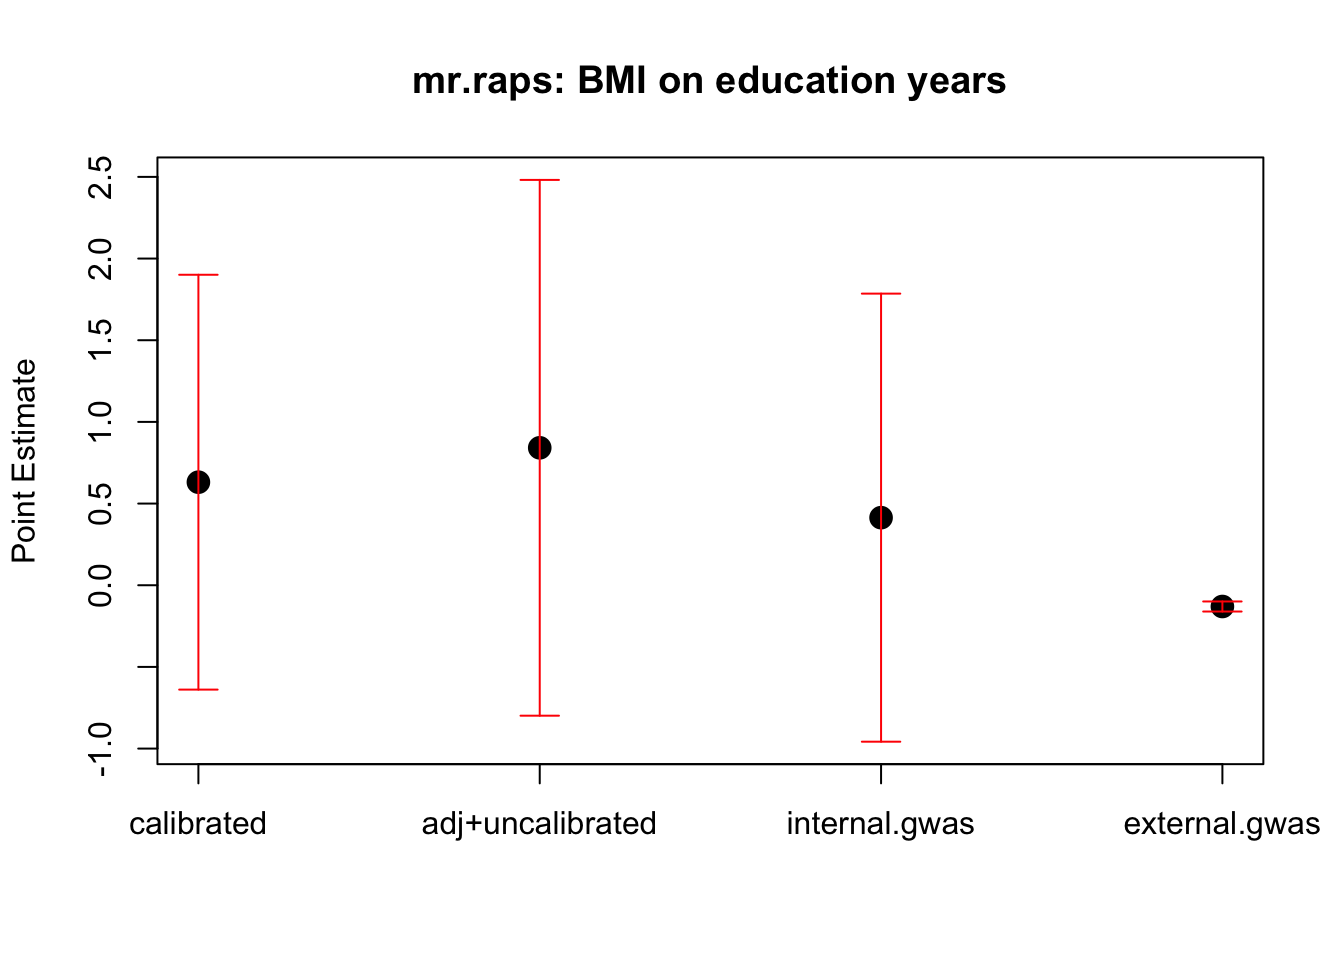 mr.raps: BMI on education years
Point Estimate
2.5
2.0
1.5
1.0
0.5
0.0
-1.0
calibrated
adj+uncalibrated
internal.gwas
external.gwas